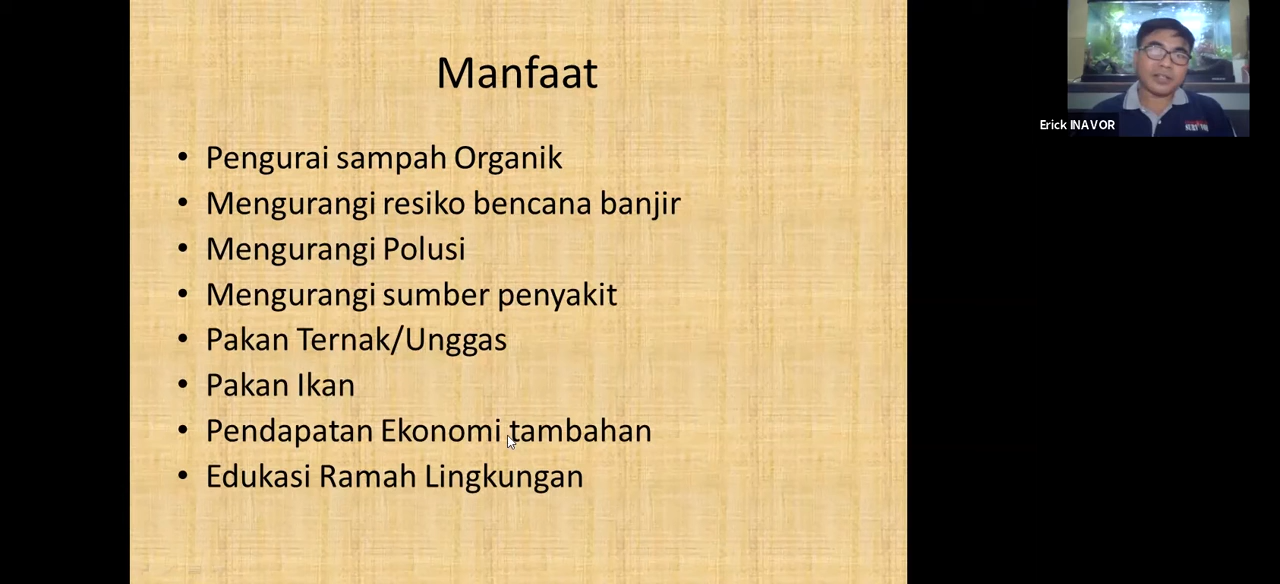 Manfaat
• Pengurai sampah Organik
• Mengurangi resiko bencana banjir
• Mengurangi Polusi
• Mengurangi sumber penyakit
• Pakan Ternak/Unggas
• Pakan Ikan
• Pendapatan Ekonomi tambahan
• Edukasi Ramah Lingkungan
Erick INAVOR